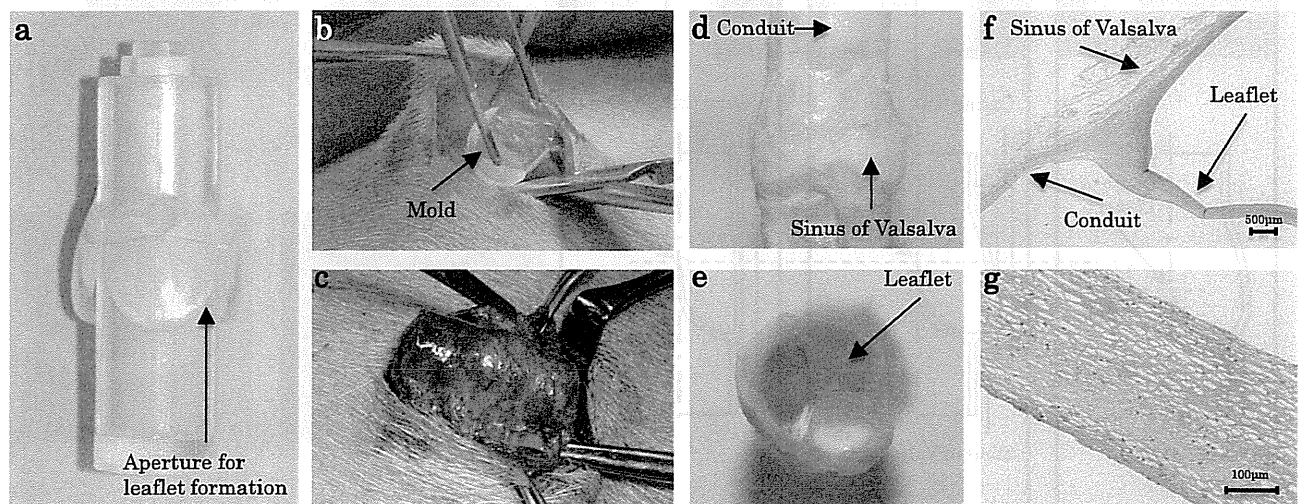 a
Aperture for
leaflet formation
b
Mold
c
d
Conduit
Sinus of Valsalva
e
Leaflet
f
Sinus of Valsalva
Leaflet
Conduit
500μm
g
100μm